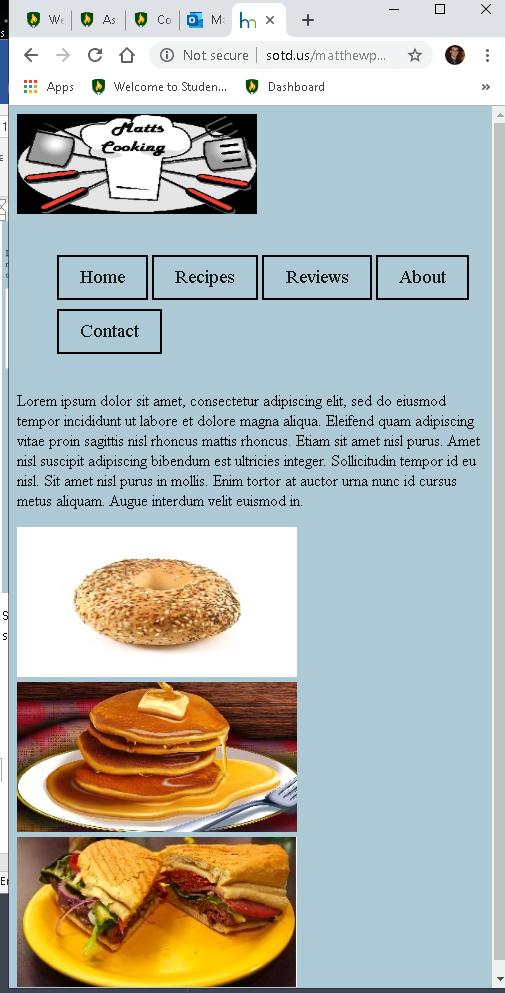 We
As
Co
M
Not secure | sotd.us/matthewp...
Apps Welcome to Studen... Dashboard »
Matts
Cooking
Home Recipes Reviews About
Contact
Lorem ipsum dolor sit amet, consectetur adipiscing elit, sed do eiusmod
tempor incididunt ut labore et dolore magna aliqua. Eleifend quam adipiscing
vitae proin sagittis nisl rhoncus mattis rhoncus. Etiam sit amet nisl purus. Amet
nisl suscipit adipiscing bibendum est ultricies integer. Sollicitudin tempor id eu
nisl. Sit amet nisl purus in mollis. Enim tortor at auctor urna nunc id cursus
metus aliquam. Augue interdum velit euismod in.